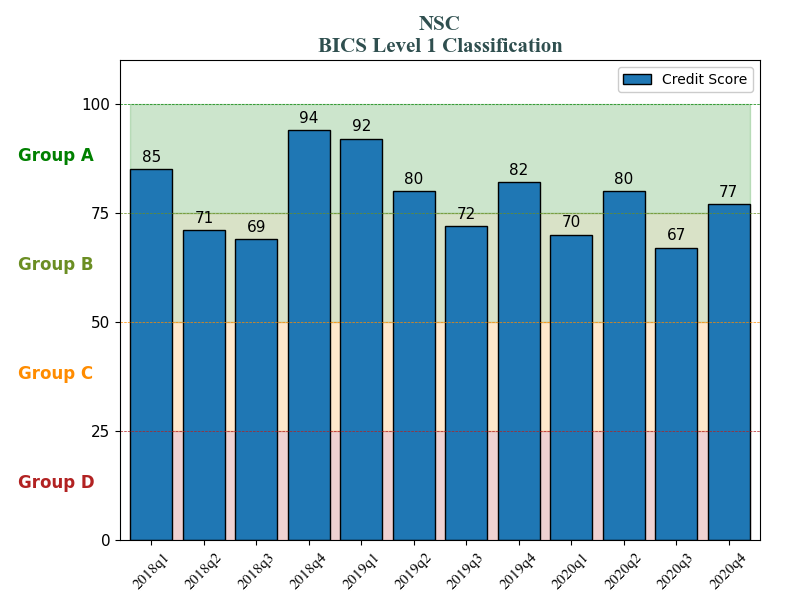 NSC
BICS Level 1 Classification
Credit Score
100
75
50
25
0
Group A
Group B
Group C
Group D
85
71
69
94
92
80
72
82
70
80
67
77
2018q1
2018q2
2018q3
2018q4
2019q1
2019q2
2019q3
2019q4
2020q1
2020q2
2020q3
2020q4